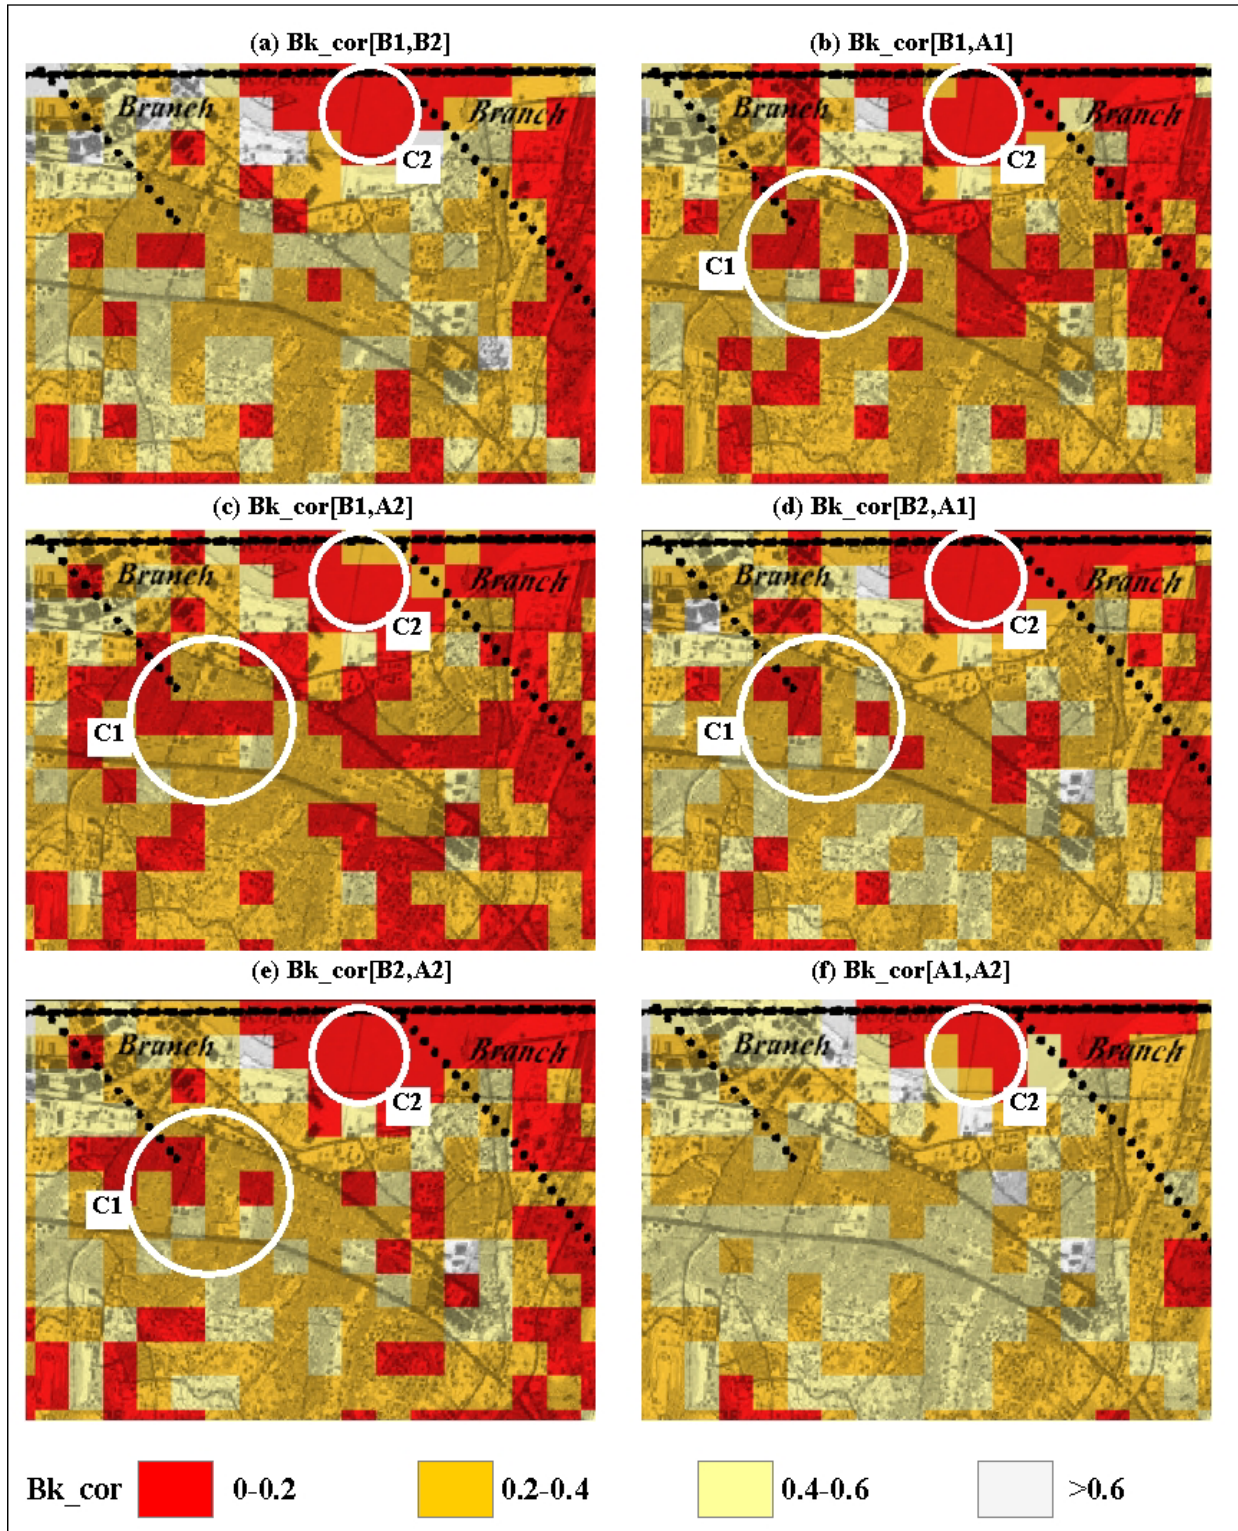 (a) Bk_cor[B1,B2]
(b) Bk_cor[B1,A1]
Branch
Branch
C2
Branch
Branch
C2
C1
(c) Bk_cor[B1,A2]
(d) Bk_cor[B2,A1]
Branch
Branch
C2
C1
Branch
Branch
C2
C1
(e) Bk_cor[B2,A2]
(f) Bk_cor[A1,A2]
Branch
Branch
C2
C1
Branch
Branch
C2
Bk_cor 0-0.2 0.2-0.4 0.4-0.6 >0.6